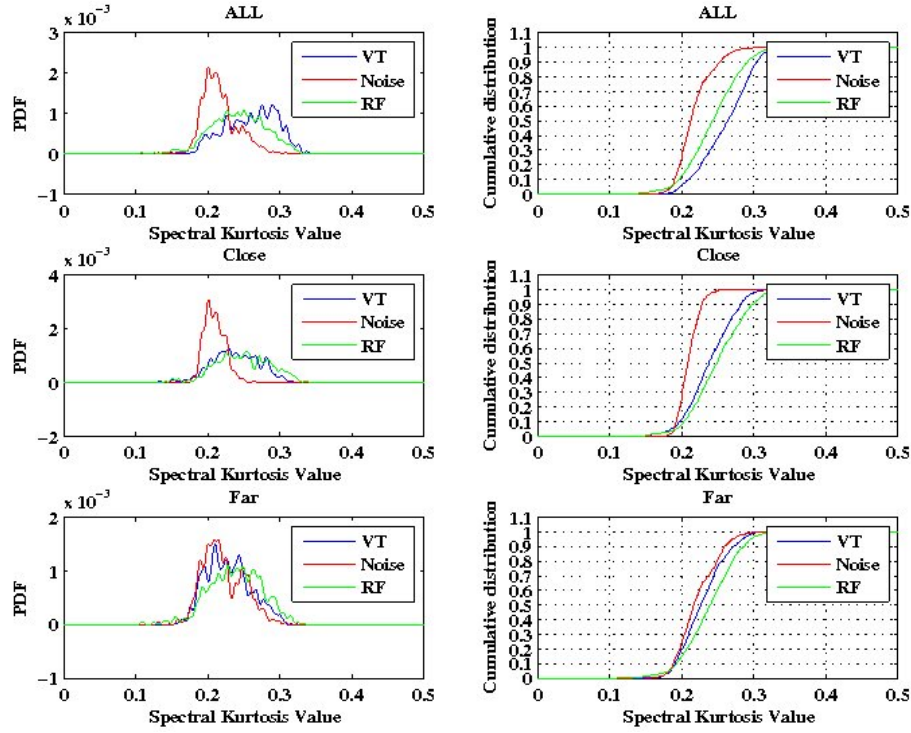 ALL
x 10⁻³
3
2
1
0
−1
PDF
VT
Noise
RF
0 0.1 0.2 0.3 0.4 0.5
Spectral Kurtosis Value
ALL
Cummulative distribution
1.1
1
0.9
0.8
0.7
0.6
0.5
0.4
0.3
0.2
0.1
0
VT
Noise
RF
0 0.1 0.2 0.3 0.4 0.5
Spectral Kurtosis Value
Close
x 10⁻³
4
2
0
−2
PDF
VT
Noise
RF
0 0.1 0.2 0.3 0.4 0.5
Spectral Kurtosis Value
Close
Cummulative distribution
1.1
1
0.9
0.8
0.7
0.6
0.5
0.4
0.3
0.2
0.1
0
VT
Noise
RF
0 0.1 0.2 0.3 0.4 0.5
Spectral Kurtosis Value
Far
x 10⁻³
2
1
0
−1
PDF
VT
Noise
RF
0 0.1 0.2 0.3 0.4 0.5
Spectral Kurtosis Value
Far
Cummulative distribution
1.1
1
0.9
0.8
0.7
0.6
0.5
0.4
0.3
0.2
0.1
0
VT
Noise
RF
0 0.1 0.2 0.3 0.4 0.5
Spectral Kurtosis Value